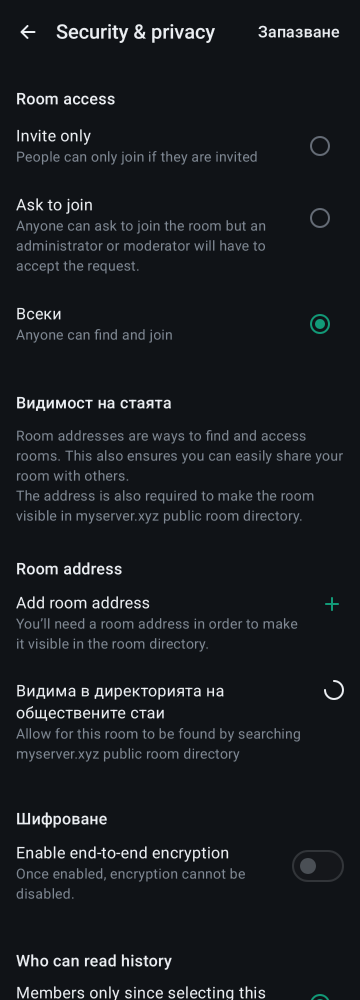 Security & privacy
Запазване
Room access
Invite only
People can only join if they are invited
Ask to join
Anyone can ask to join the room but an
administrator or moderator will have to
accept the request.
Всеки
Anyone can find and join
Видимост на стаята
Room addresses are ways to find and access
rooms. This also ensures you can easily share your
room with others.
The address is also required to make the room
visible in myserver.xyz public room directory.
Room address
Add room address
You’ll need a room address in order to make
it visible in the room directory.
Видима в директорията на
обществените стаи
Allow for this room to be found by searching
myserver.xyz public room directory
Шифроване
Enable end-to-end encryption
Once enabled, encryption cannot be
disabled.
Who can read history
Members only since selecting this